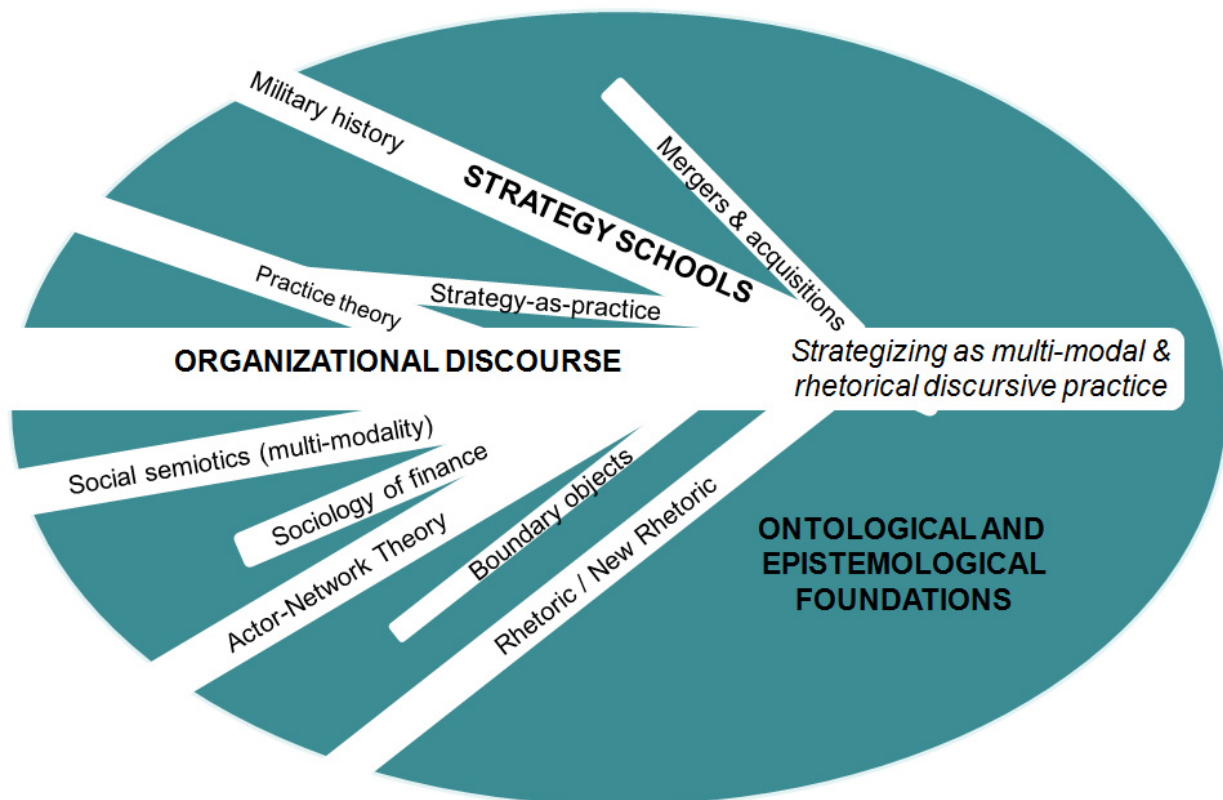 Military history
STRATEGY SCHOOLS
Mergers & acquisitions
Practice theory
Strategy-as-practice
ORGANIZATIONAL DISCOURSE
Strategizing as multi-modal &
rhetorical discursive practice
Social semiotics (multi-modality)
Sociology of finance
Actor-Network Theory
Boundary objects
Rhetoric / New Rhetoric
ONTOLOGICAL AND
EPISTEMOLOGICAL
FOUNDATIONS